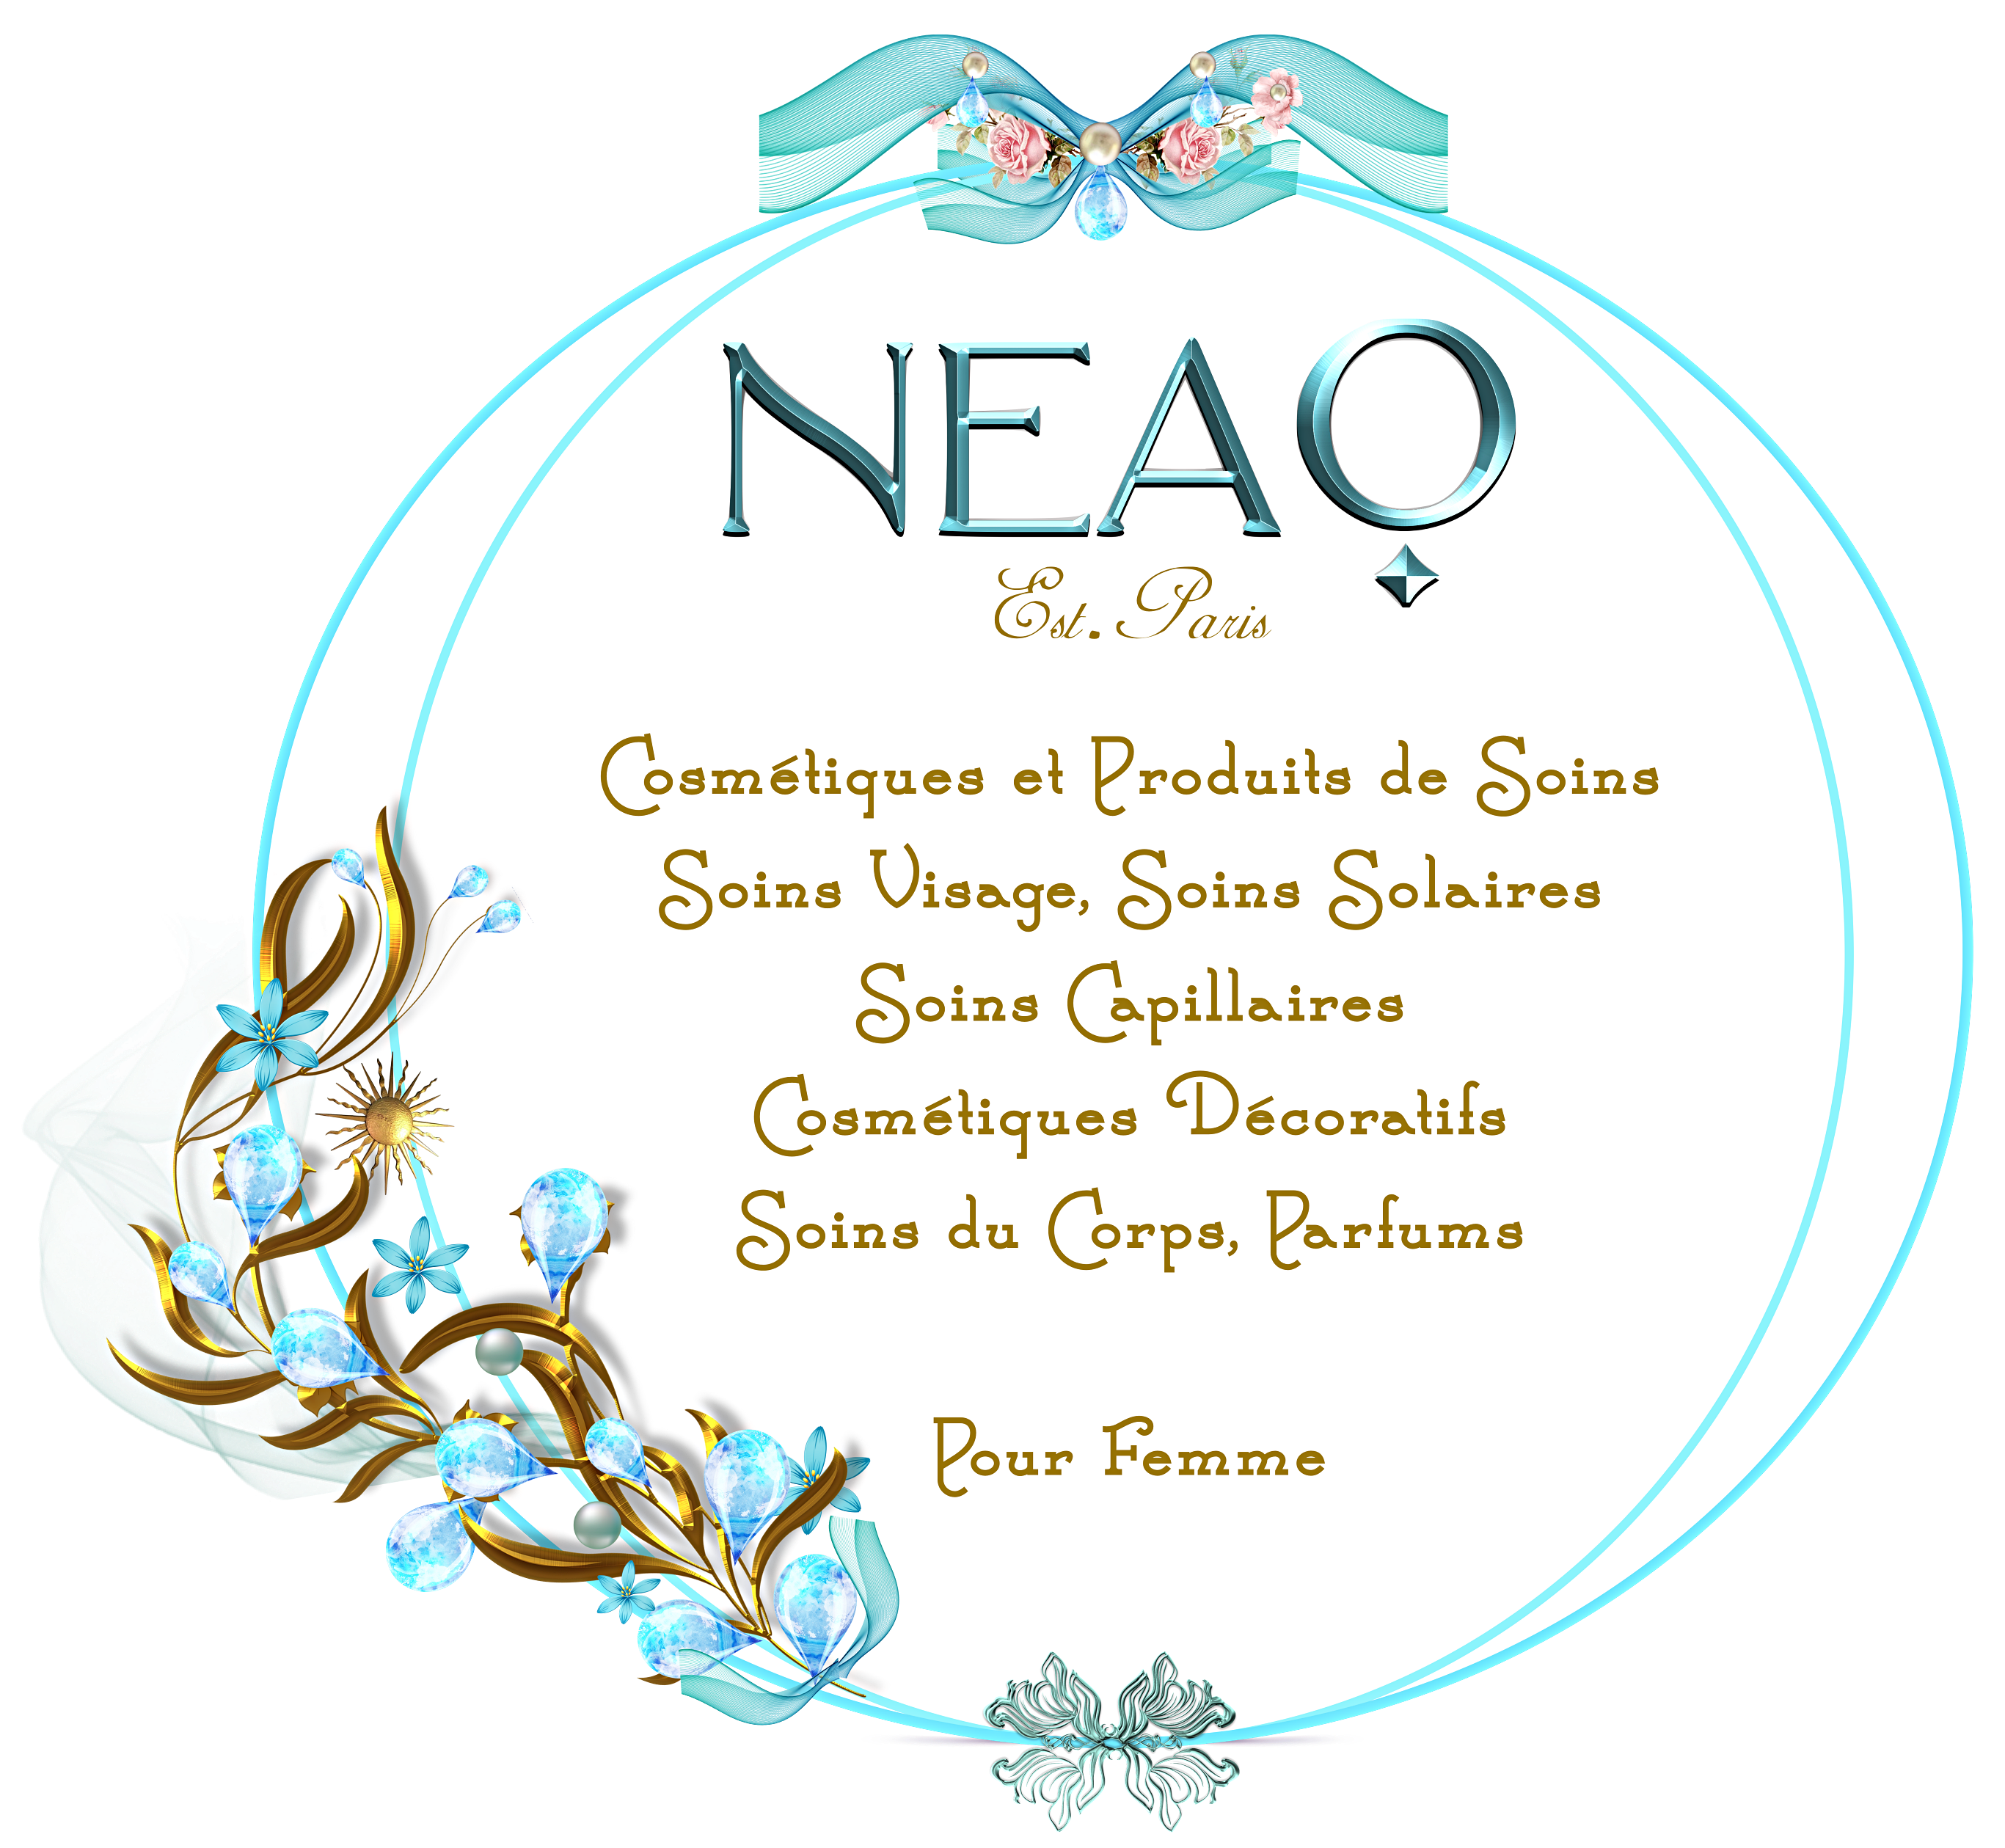 NEAO
Est. Paris
Cosmétiques et Produits de Soins
Soins Visage, Soins Solaires
Soins Capillaires
Cosmétiques Décoratifs
Soins du Corps, Parfums
Pour Femme